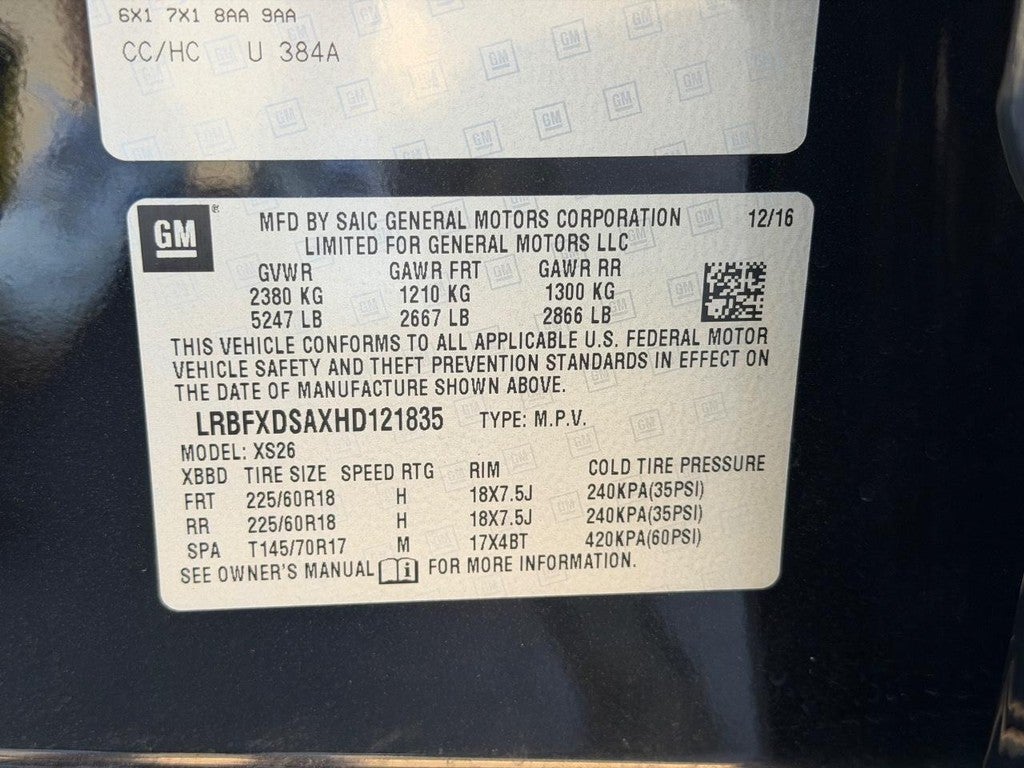 6X1 7X1 8AA 9AA
CC/HC U 384A
GM ® MFD BY SAIC GENERAL MOTORS CORPORATION 12/16
LIMITED FOR GENERAL MOTORS LLC
GVWR GAWR FRT GAWR RR
2380 KG 1210 KG 1300 KG
5247 LB 2667 LB 2866 LB
THIS VEHICLE CONFORMS TO ALL APPLICABLE U.S. FEDERAL MOTOR
VEHICLE SAFETY AND THEFT PREVENTION STANDARDS IN EFFECT ON
THE DATE OF MANUFACTURE SHOWN ABOVE.
LRBFXDSAXHD121835 TYPE: M.P.V.
MODEL: XS26
XBBD TIRE SIZE SPEED RTG RIM COLD TIRE PRESSURE
FRT 225/60R18 H 18X7.5J 240KPA(35PSI)
RR 225/60R18 H 18X7.5J 240KPA(35PSI)
SPA T145/70R17 M 17X4BT 420KPA(60PSI)
SEE OWNER'S MANUAL i FOR MORE INFORMATION.